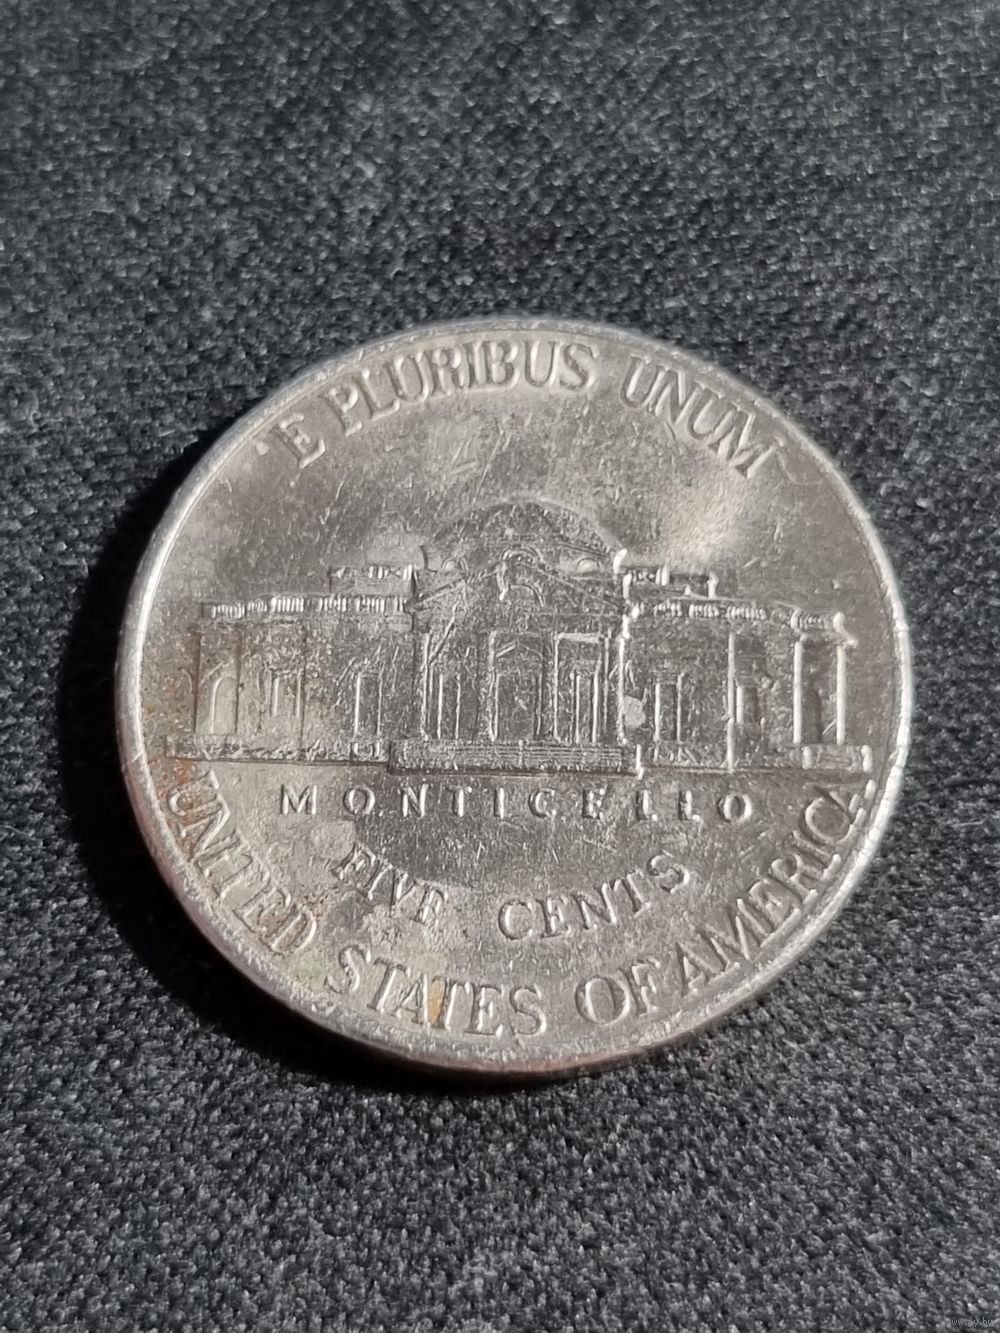 E PLURIBUS UNUM
MONTICELLO
FIVE CENTS
UNITED STATES OF AMERICA